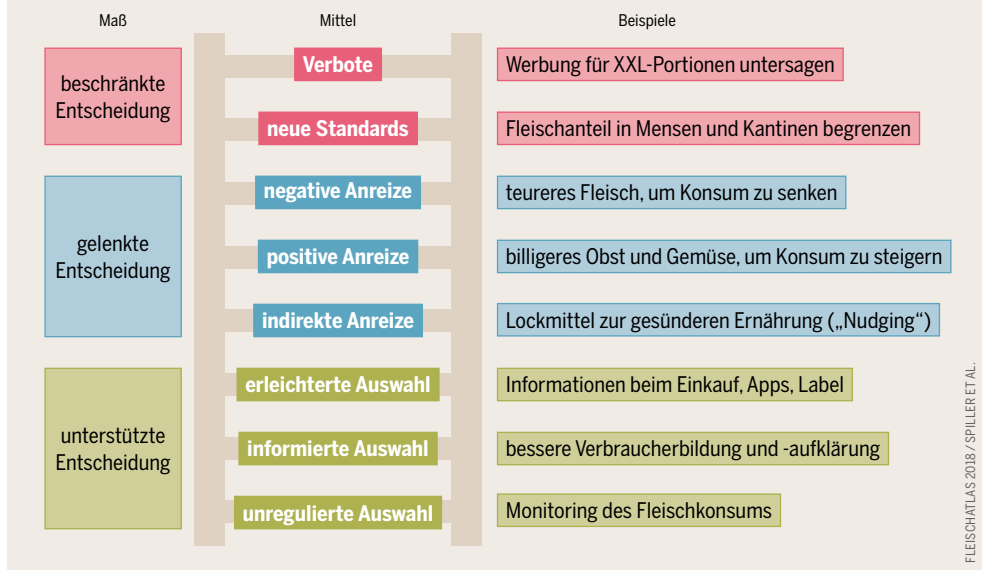 Maß Mittel Beispiele
beschränkte
Entscheidung
Verbote
Werbung für XXL-Portionen untersagen
neue Standards
Fleischanteil in Mensen und Kantinen begrenzen
gelenkte
Entscheidung
negative Anreize
teureres Fleisch, um Konsum zu senken
positive Anreize
billigeres Obst und Gemüse, um Konsum zu steigern
indirekte Anreize
Lockmittel zur gesünderen Ernährung („Nudging“)
unterstützte
Entscheidung
erleichterte Auswahl
Informationen beim Einkauf, Apps, Label
informierte Auswahl
bessere Verbraucherbildung und -aufklärung
unregulierte Auswahl
Monitoring des Fleischkonsums
FLEISCHATLAS 2018 / SPILLER ET AL.